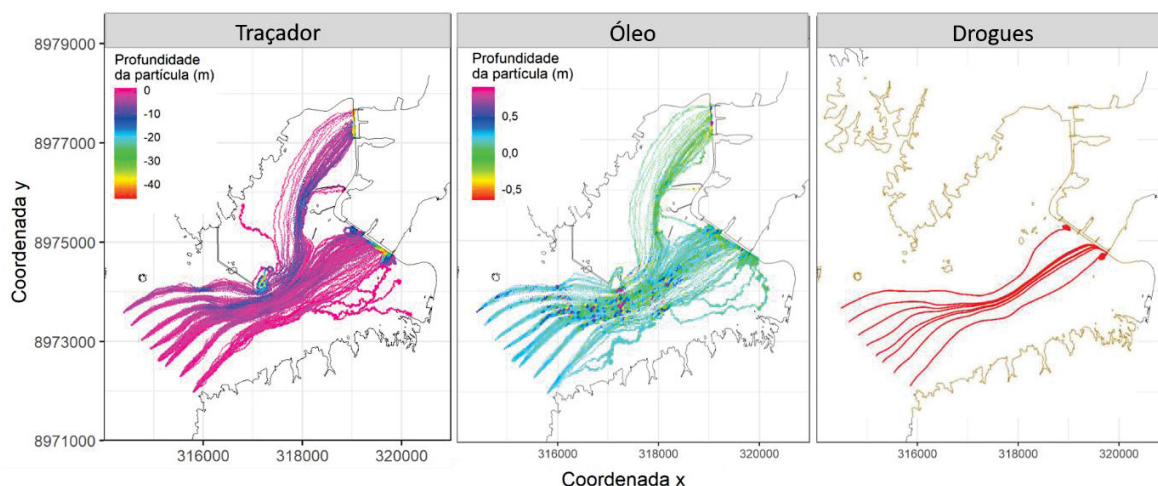 Traçador
Óleo
Drogues
Profundidade
da partícula (m)
0
-10
-20
-30
-40
Profundidade
da partícula (m)
0,5
0,0
-0,5
Coordenada y
8979000
8977000
8975000
8973000
8971000
316000
318000
320000
316000
318000
320000
316000
318000
320000
Coordenada x